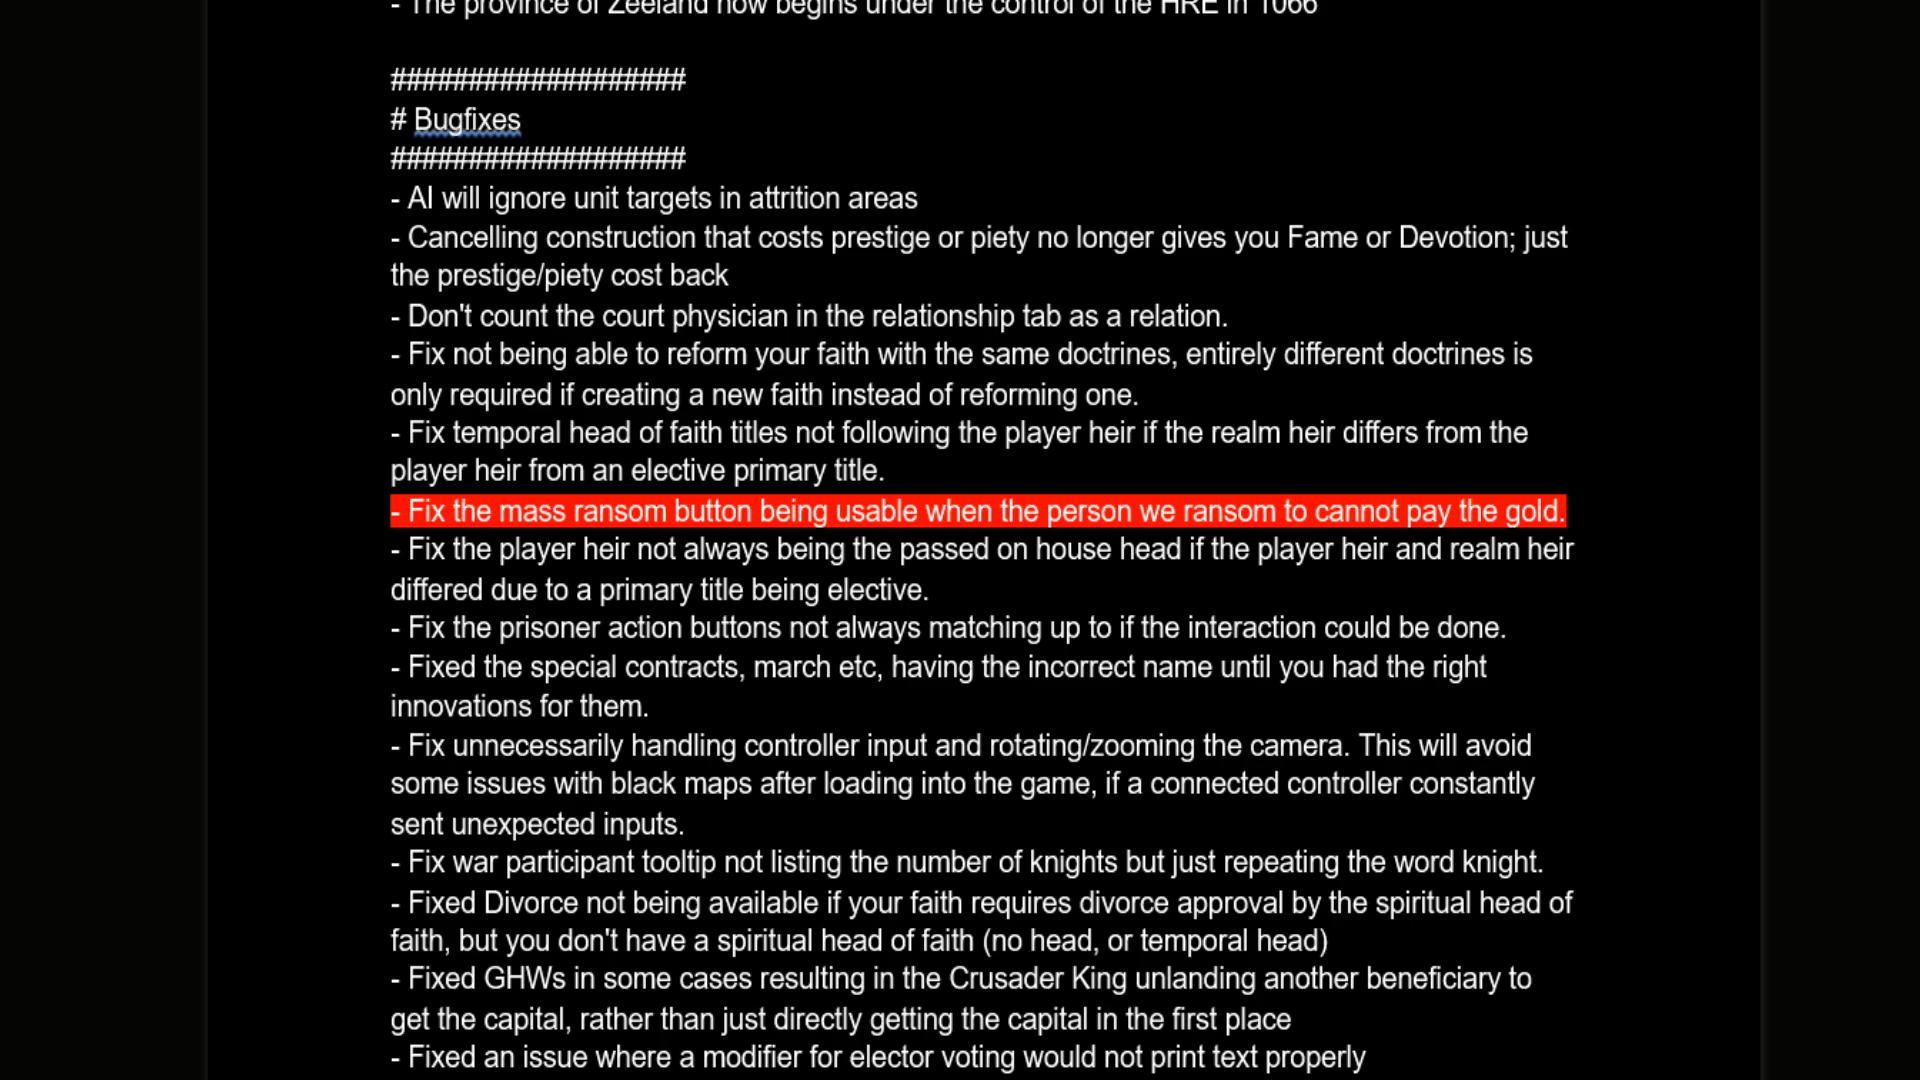 - The province of Zeeland now begins under the control of the HRE in 1066
###################
# Bugfixes
###################
- AI will ignore unit targets in attrition areas
- Cancelling construction that costs prestige or piety no longer gives you Fame or Devotion; just
the prestige/piety cost back
- Don't count the court physician in the relationship tab as a relation.
- Fix not being able to reform your faith with the same doctrines, entirely different doctrines is
only required if creating a new faith instead of reforming one.
- Fix temporal head of faith titles not following the player heir if the realm heir differs from the
player heir from an elective primary title.
- Fix the mass ransom button being usable when the person we ransom to cannot pay the gold.
- Fix the player heir not always being the passed on house head if the player heir and realm heir
differed due to a primary title being elective.
- Fix the prisoner action buttons not always matching up to if the interaction could be done.
- Fixed the special contracts, march etc, having the incorrect name until you had the right
innovations for them.
- Fix unnecessarily handling controller input and rotating/zooming the camera. This will avoid
some issues with black maps after loading into the game, if a connected controller constantly
sent unexpected inputs.
- Fix war participant tooltip not listing the number of knights but just repeating the word knight.
- Fixed Divorce not being available if your faith requires divorce approval by the spiritual head of
faith, but you don't have a spiritual head of faith (no head, or temporal head)
- Fixed GHWs in some cases resulting in the Crusader King unlanding another beneficiary to
get the capital, rather than just directly getting the capital in the first place
- Fixed an issue where a modifier for elector voting would not print text properly